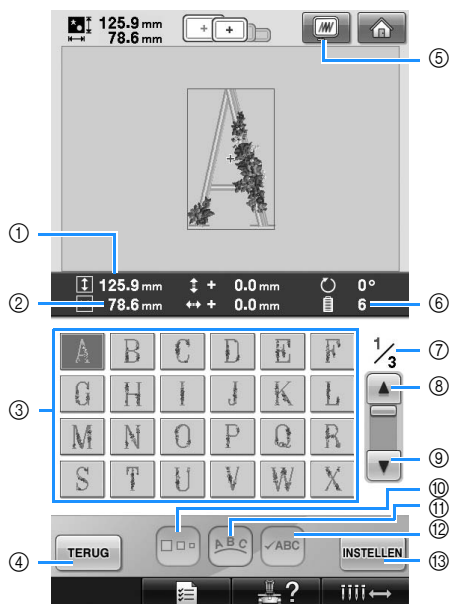 125.9 mm
78.6 mm
⑤
①
125.9 mm + 0.0 mm 0°
② 78.6 mm + 0.0 mm 6 ⑥
A B C D E F 1/3 ⑦
G H I J K L ⑧
③
M N O P Q R
S T U V W X ⑨
⑩
⑪
⑫
TERUG A B C ✓ABC INSTELLEN
④ ⑬
?